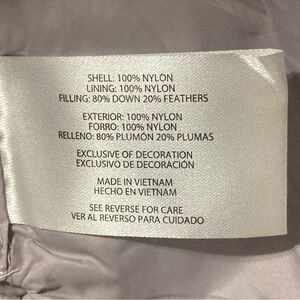 SHELL: 100% NYLON
LINING: 100% NYLON
FILLING: 80% DOWN 20% FEATHERS
EXTERIOR: 100% NYLON
FORRO: 100% NYLON
RELLENO: 80% PLUMÓN 20% PLUMAS
EXCLUSIVE OF DECORATION
EXCLUSIVO DE DECORACIÓN
MADE IN VIETNAM
HECHO EN VIETNAM
SEE REVERSE FOR CARE
VER AL REVERSO PARA CUIDADO